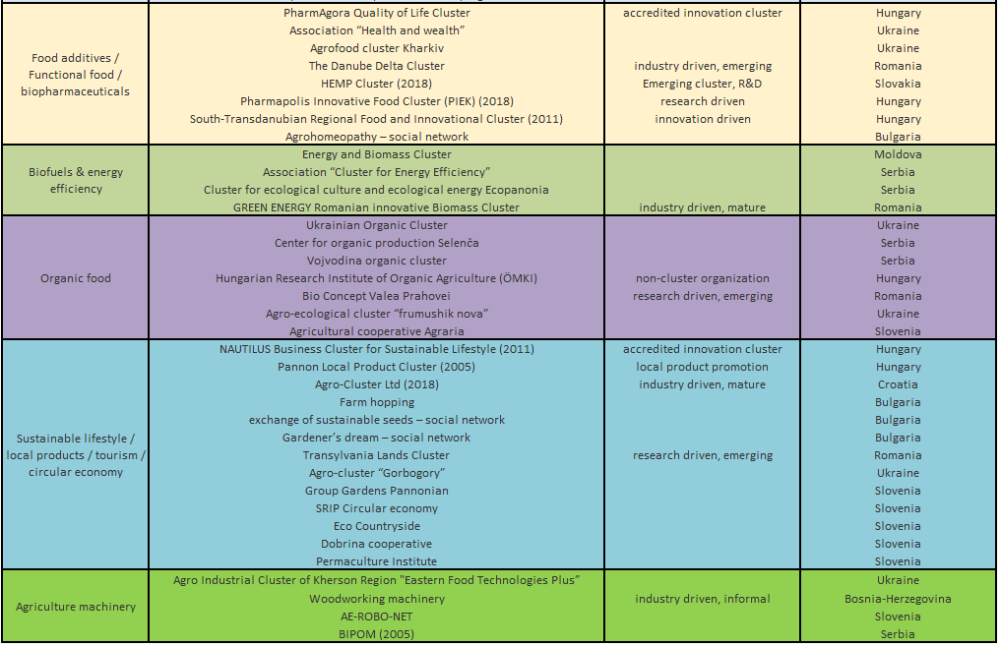 PharmAgora Quality of Life Cluster accredited innovation cluster Hungary
Association “Health and wealth” Ukraine
Agrofood cluster Kharkiv Ukraine
Food additives / Functional food / biopharmaceuticals
The Danube Delta Cluster industry driven, emerging Romania
HEMP Cluster (2018) Emerging cluster, R&D Slovakia
Pharmapolis Innovative Food Cluster (PIEK) (2018) research driven Hungary
South-Transdanubian Regional Food and Innovational Cluster (2011) innovation driven Hungary
Agrohomeopathy – social network Bulgaria
Biofuels & energy efficiency
Energy and Biomass Cluster Moldova
Association “Cluster for Energy Efficiency” Serbia
Cluster for ecological culture and ecological energy Ecopanonia Serbia
GREEN ENERGY Romanian innovative Biomass Cluster industry driven, mature Romania
Organic food
Ukrainian Organic Cluster Ukraine
Center for organic production Selenča Serbia
Vojvodina organic cluster Serbia
Hungarian Research Institute of Organic Agriculture (ÖMKI) non-cluster organization Hungary
Bio Concept Valea Prahovei research driven, emerging Romania
Agro-ecological cluster “frumushik nova” Ukraine
Agricultural cooperative Agraria Slovenia
Sustainable lifestyle / local products / tourism / circular economy
NAUTILUS Business Cluster for Sustainable Lifestyle (2011) accredited innovation cluster Hungary
Pannon Local Product Cluster (2005) local product promotion Hungary
Agro-Cluster Ltd (2018) industry driven, mature Croatia
Farm hopping Bulgaria
exchange of sustainable seeds – social network Bulgaria
Gardener’s dream – social network Bulgaria
Transylvania Lands Cluster research driven, emerging Romania
Agro-cluster “Gorbogory” Ukraine
Group Gardens Pannonian Slovenia
SRIP Circular economy Slovenia
Eco Countryside Slovenia
Dobrina cooperative Slovenia
Permaculture Institute Slovenia
Agriculture machinery
Agro Industrial Cluster of Kherson Region "Eastern Food Technologies Plus” Ukraine
Woodworking machinery industry driven, informal Bosnia-Herzegovina
AE-ROBO-NET Slovenia
BIPOM (2005) Serbia